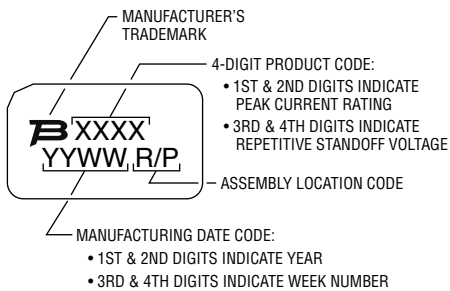 MANUFACTURER'S
TRADEMARK
4-DIGIT PRODUCT CODE:
• 1ST & 2ND DIGITS INDICATE
PEAK CURRENT RATING
• 3RD & 4TH DIGITS INDICATE
REPETITIVE STANDOFF VOLTAGE
B XXXX
YYWW R/P
ASSEMBLY LOCATION CODE
MANUFACTURING DATE CODE:
• 1ST & 2ND DIGITS INDICATE YEAR
• 3RD & 4TH DIGITS INDICATE WEEK NUMBER